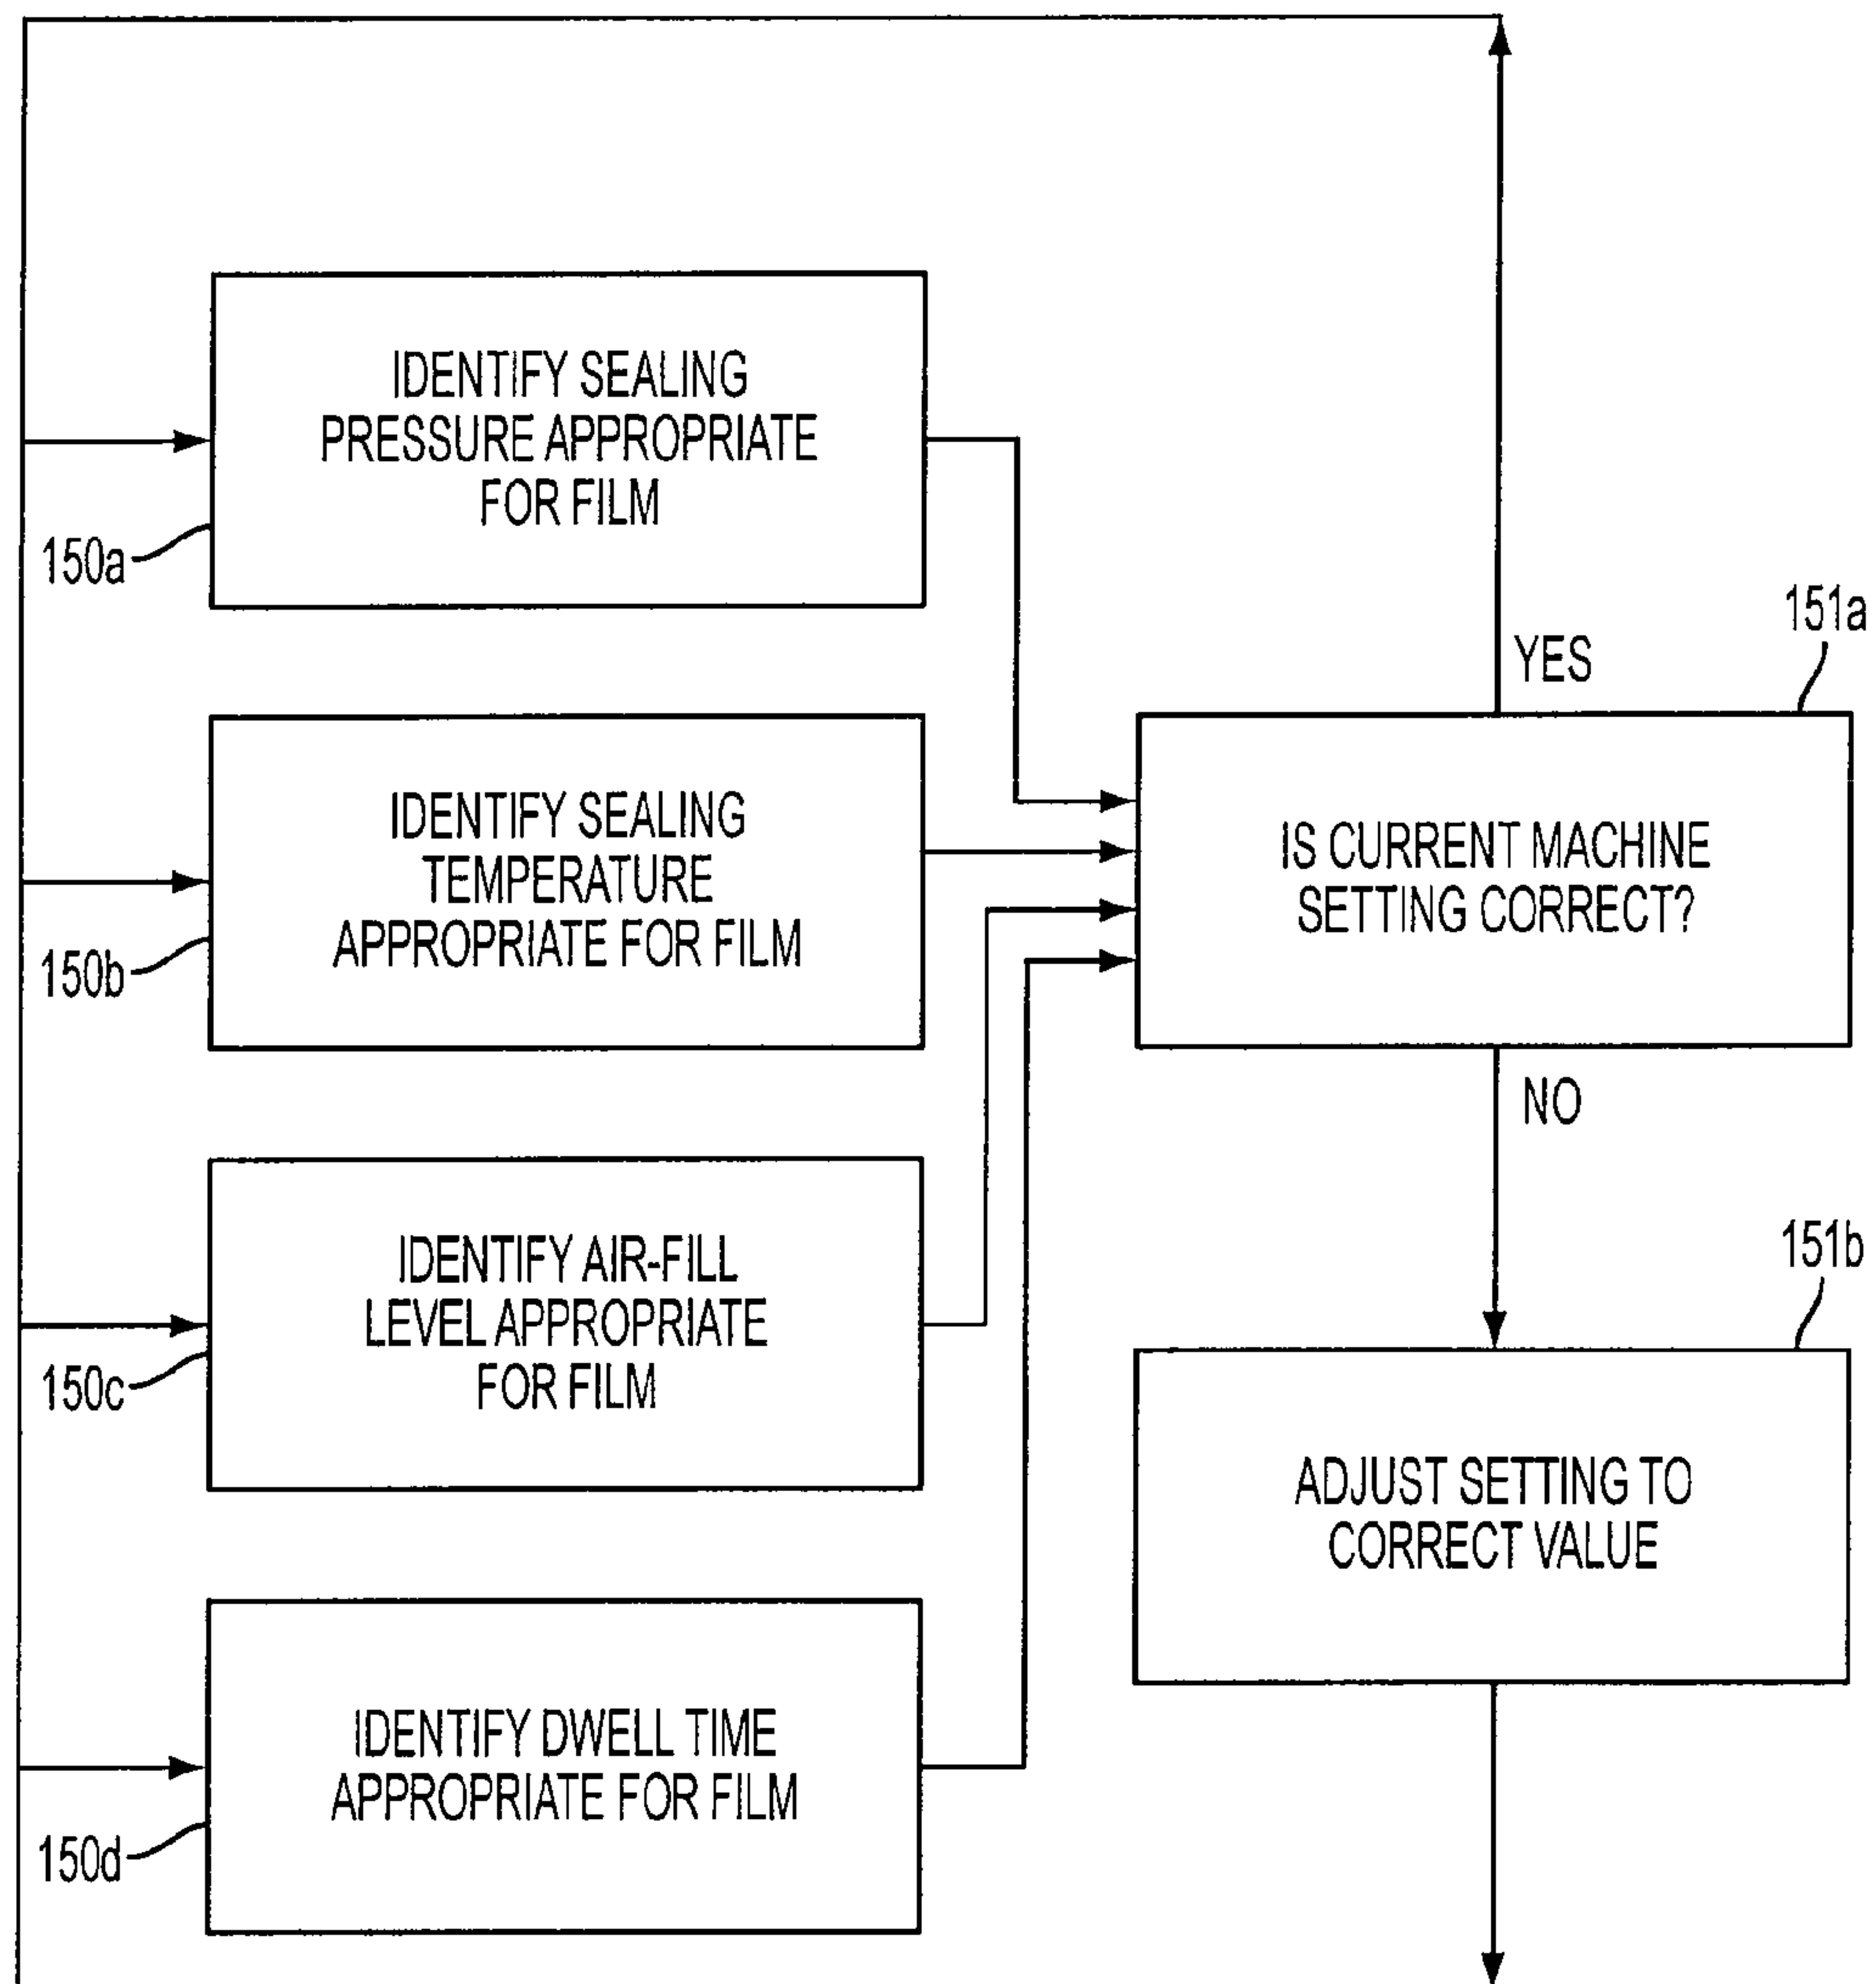 IDENTIFY SEALING
PRESSURE APPROPRIATE
FOR FILM
150a
151a
YES
IDENTIFY SEALING
TEMPERATURE
APPROPRIATE FOR FILM
150b
IS CURRENT MACHINE
SETTING CORRECT?
NO
IDENTIFY AIR-FILL
LEVEL APPROPRIATE
FOR FILM
150c
151b
ADJUST SETTING TO
CORRECT VALUE
IDENTIFY DWELL TIME
APPROPRIATE FOR FILM
150d